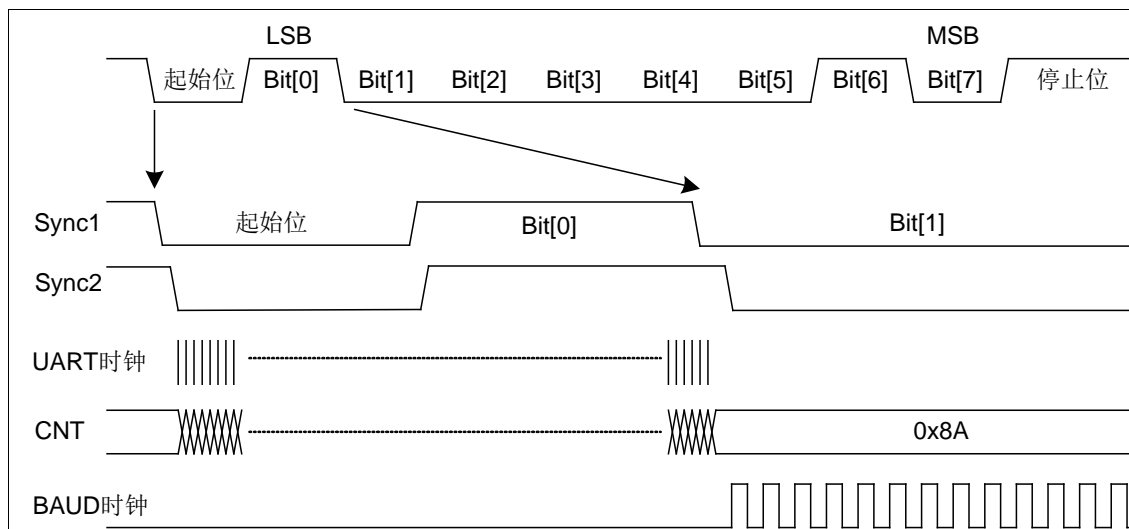 LSB MSB
起始位 Bit[0] Bit[1] Bit[2] Bit[3] Bit[4] Bit[5] Bit[6] Bit[7] 停止位
Sync1 起始位 Bit[0] Bit[1]
Sync2
UART时钟
CNT 0x8A
BAUD时钟